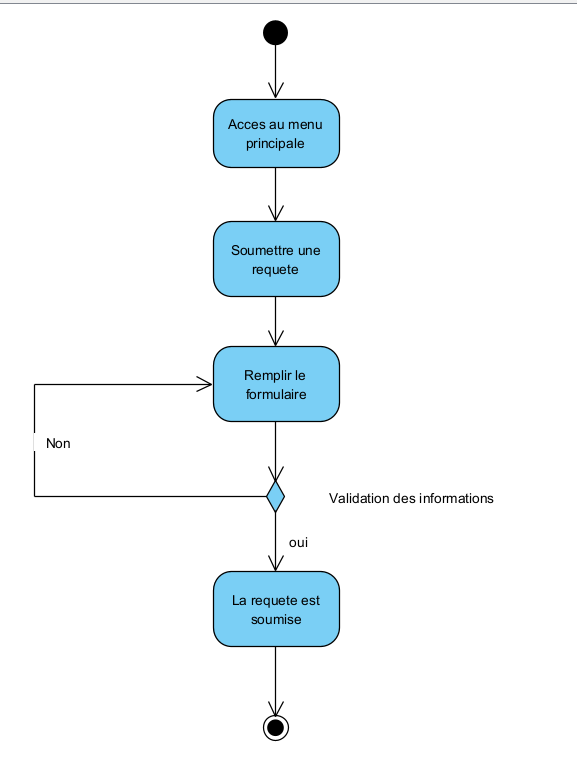 Acces au menu
principale
Soumettre une
requete
Remplir le
formulaire
Non
Validation des informations
oui
La requete est
soumise